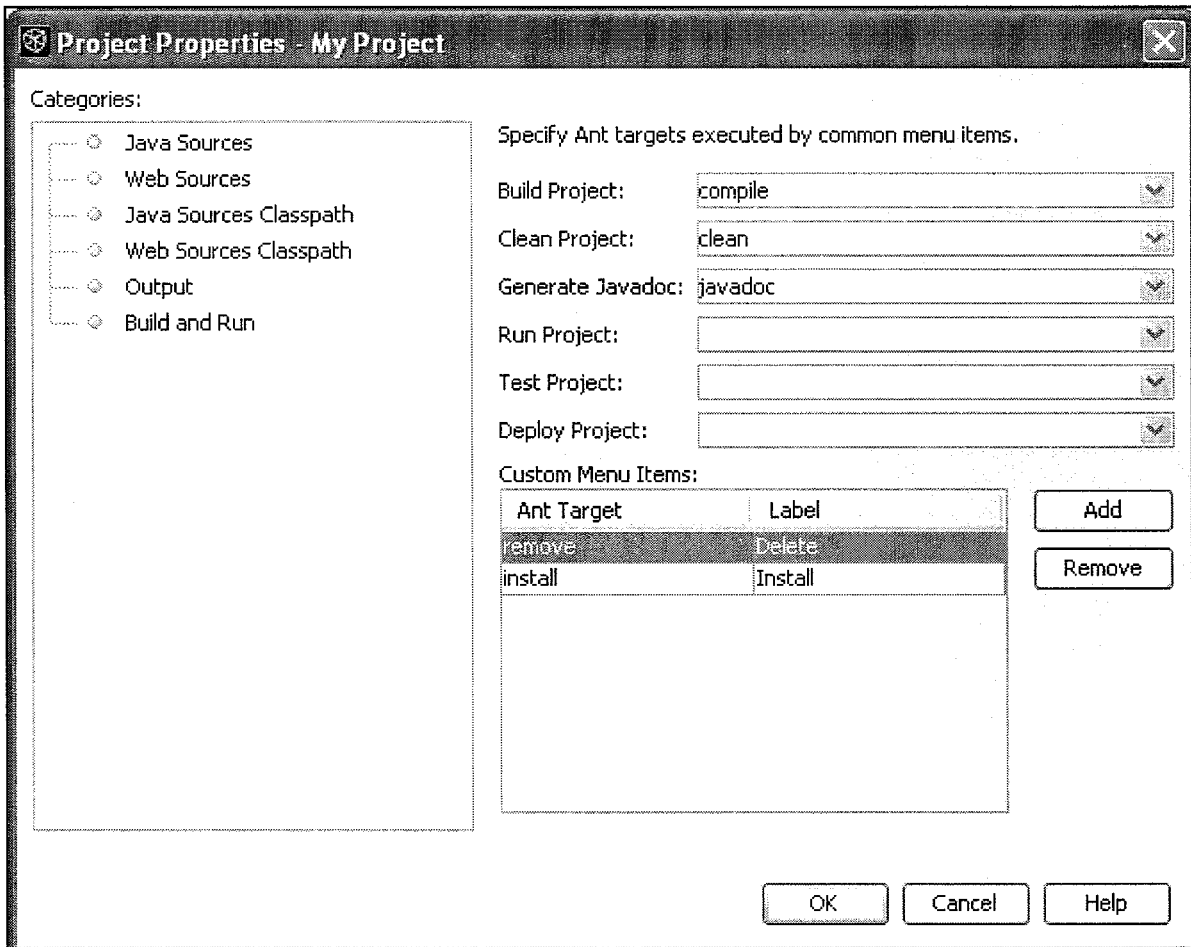 Project Properties - My Project
Categories:
Java Sources
Web Sources
Java Sources Classpath
Web Sources Classpath
Output
Build and Run
Specify Ant targets executed by common menu items.
Build Project: compile
Clean Project: clean
Generate Javadoc: javadoc
Run Project:
Test Project:
Deploy Project:
Custom Menu Items:
Ant Target Label
remove Delete
install Install
Add
Remove
OK Cancel Help